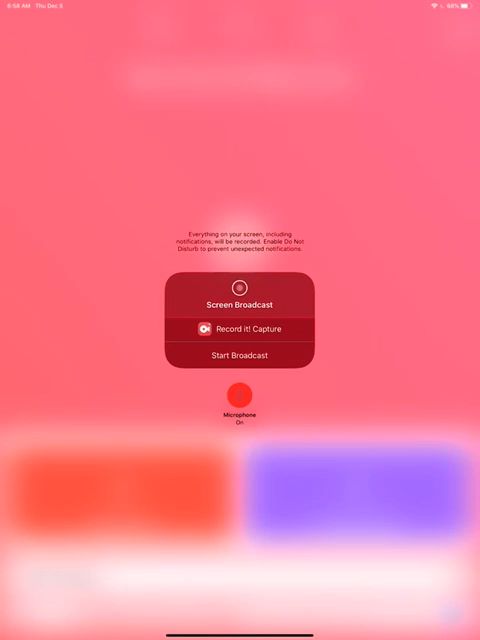 6:58 AM Thu Dec 5
68%
Everything on your screen, including
notifications, will be recorded. Enable Do Not
Disturb to prevent unexpected notifications.
Screen Broadcast
Record it! Capture
Start Broadcast
Microphone
On